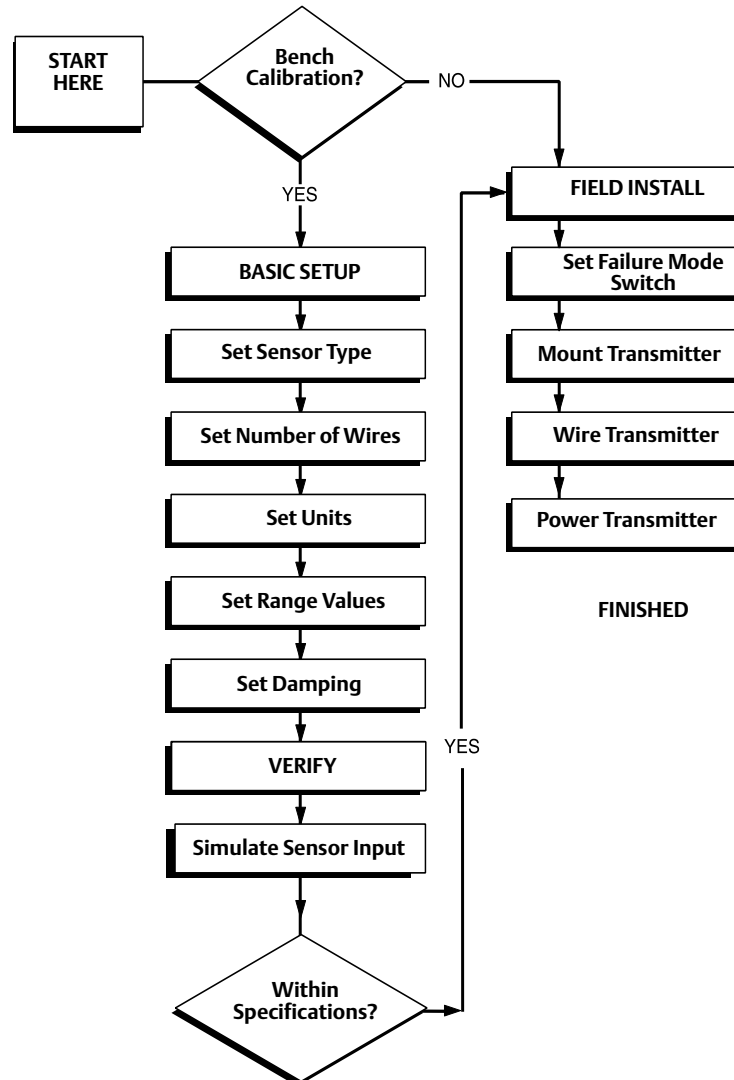 START
HERE
Bench
Calibration?
NO
YES
BASIC SETUP
Set Sensor Type
Set Number of Wires
Set Units
Set Range Values
Set Damping
VERIFY
Simulate Sensor Input
Within
Specifications?
YES
FIELD INSTALL
Set Failure Mode
Switch
Mount Transmitter
Wire Transmitter
Power Transmitter
FINISHED